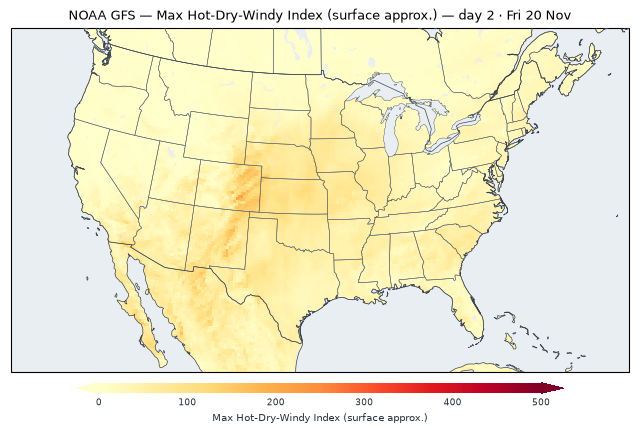 NOAA GFS — Max Hot-Dry-Windy Index (surface approx.) — day 2 · Fri 20 Nov
0 100 200 300 400 500
Max Hot-Dry-Windy Index (surface approx.)